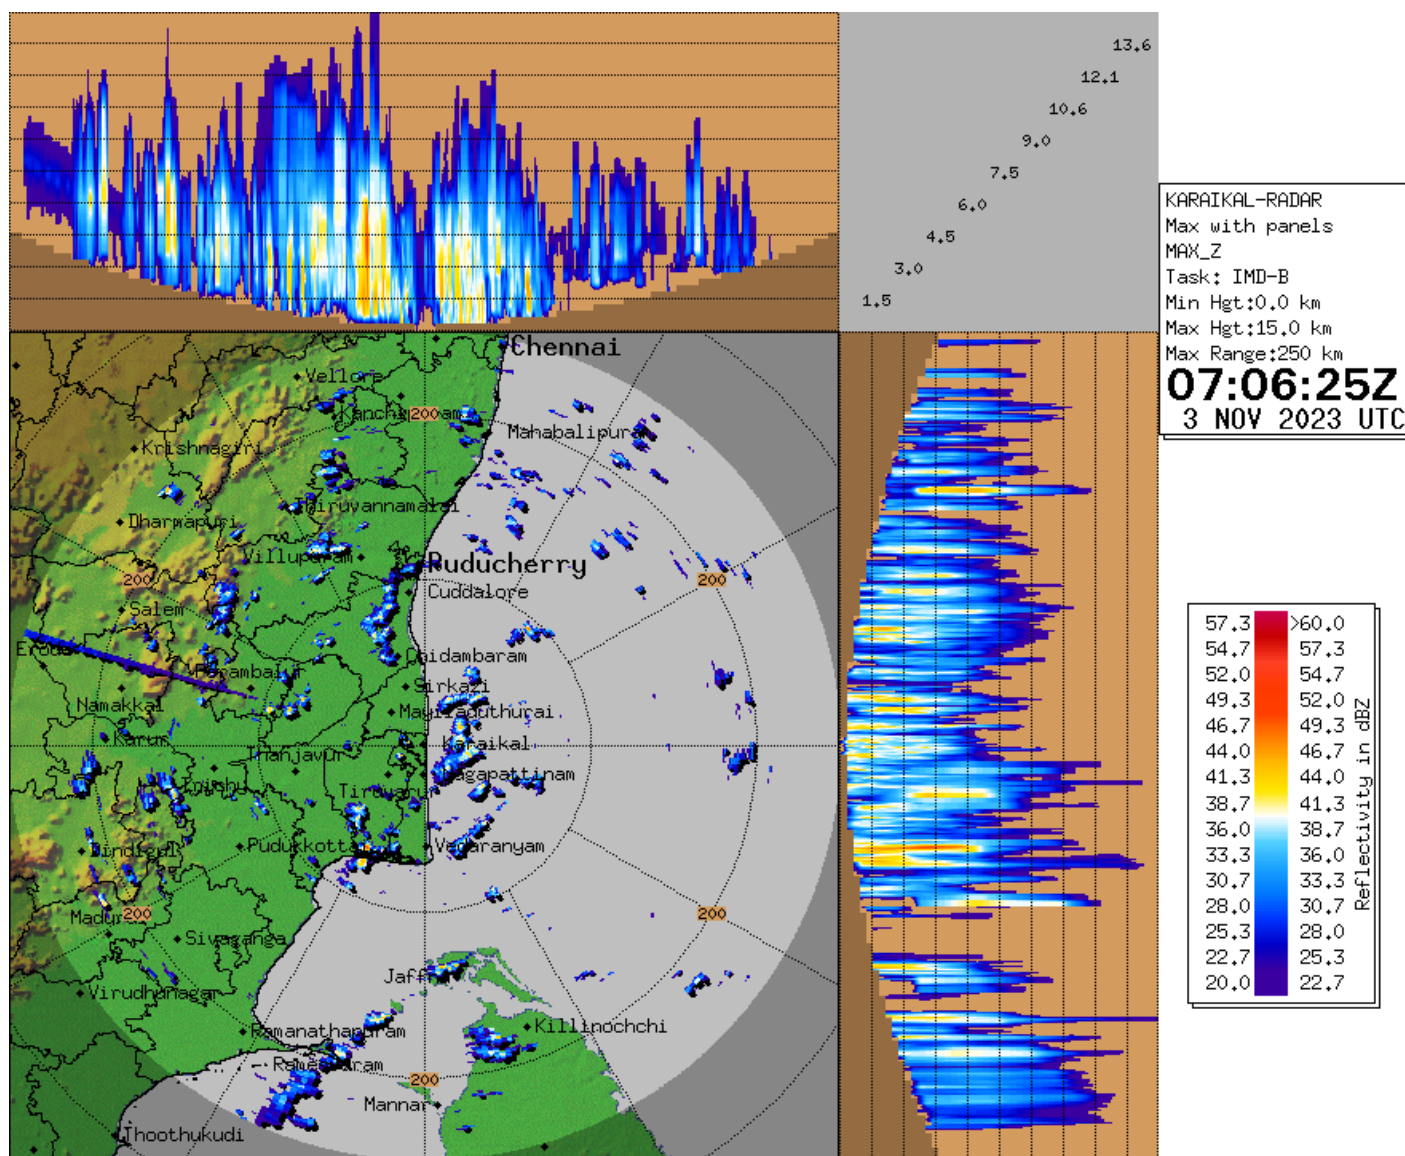 13.6
12.1
10.6
9.0
7.5
6.0
4.5
3.0
1.5
KARAIKAL-RADAR
Max with panels
MAX_Z
Task: IMD-B
Min Hgt:0.0 km
Max Hgt:15.0 km
Max Range:250 km
07:06:25Z
3 NOV 2023 UTC
Chennai
Vellore
200
Mahabalipuram
Krishnagiri
Thiruvannamalai
Dharmapuri
Villupuram
Puducherry
200
200
Cuddalore
Salem
Erode
Chidambaram
Perambalur
Sirkazi
Namakkal
Mayiladuthurai
Karur
Karaikal
Thanjavur
Nagapattinam
Tiruvarur
Dindigul
Pudukkottai
Vedaranyam
200
200
Sivaganga
Jaffna
Virudhunagar
Ramanathapuram
Killinochchi
Rameswaram
200
Mannar
Thoothukudi
57.3 >60.0
54.7 57.3
52.0 54.7
49.3 52.0
46.7 49.3
44.0 46.7
41.3 44.0
38.7 41.3
36.0 38.7
33.3 36.0
30.7 33.3
28.0 30.7
25.3 28.0
22.7 25.3
20.0 22.7
Reflectivity in dBZ